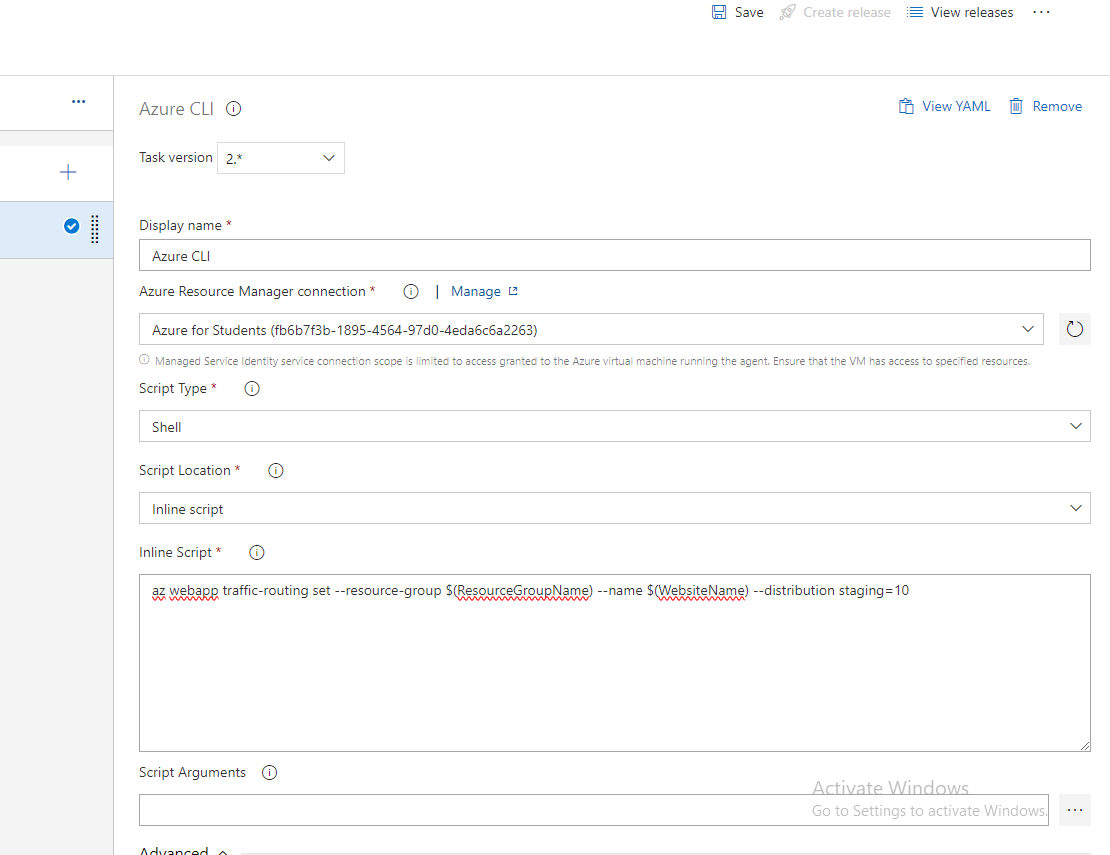 Save Create release View releases ...
...
Azure CLI View YAML Remove
Task version 2.*
Display name *
Azure CLI
Azure Resource Manager connection * | Manage
Azure for Students (fb6b7f3b-1895-4564-97d0-4eda6c6a2263)
Managed Service Identity service connection scope is limited to access granted to the Azure virtual machine running the agent. Ensure that the VM has access to specified resources.
Script Type *
Shell
Script Location *
Inline script
Inline Script *
az webapp traffic-routing set --resource-group $(ResourceGroupName) --name $(WebsiteName) --distribution staging=10
Script Arguments
Activate Windows
Go to Settings to activate Windows.
...
Advanced